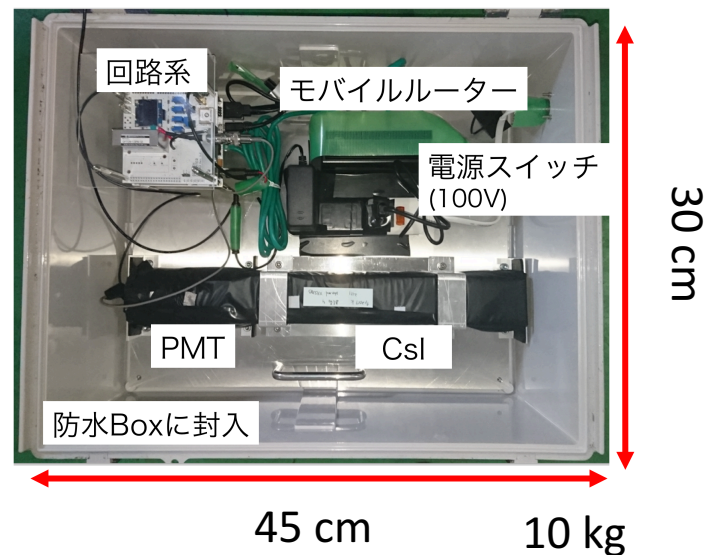 回路系
モバイルルーター
電源スイッチ
(100V)
PMT
CsI
防水Boxに封入
30 cm
45 cm
10 kg